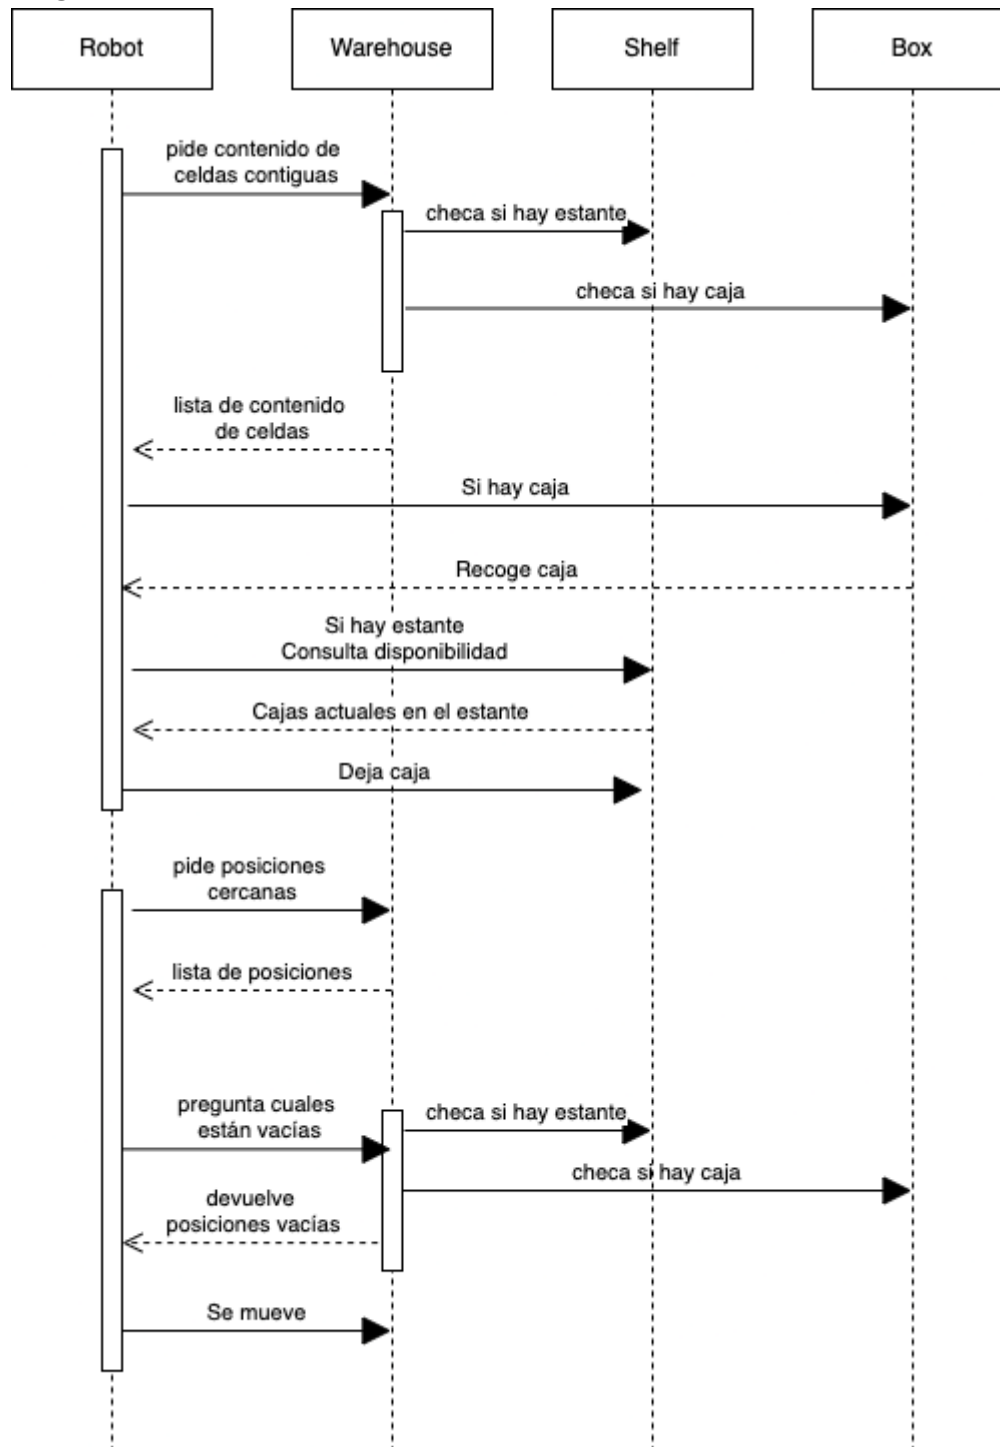 Robot
Warehouse
Shelf
Box
pide contenido de
celdas contiguas
checa si hay estante
checa si hay caja
lista de contenido
de celdas
Si hay caja
Recoge caja
Si hay estante
Consulta disponibilidad
Cajas actuales en el estante
Deja caja
pide posiciones
cercanas
lista de posiciones
pregunta cuales
están vacías
checa si hay estante
checa si hay caja
devuelve
posiciones vacías
Se mueve